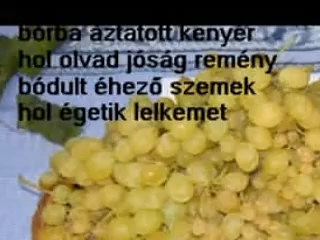 borba áztatott kenyér
hol olvad jóság remény
bódult éhező szemek
hol égetik lelkemet